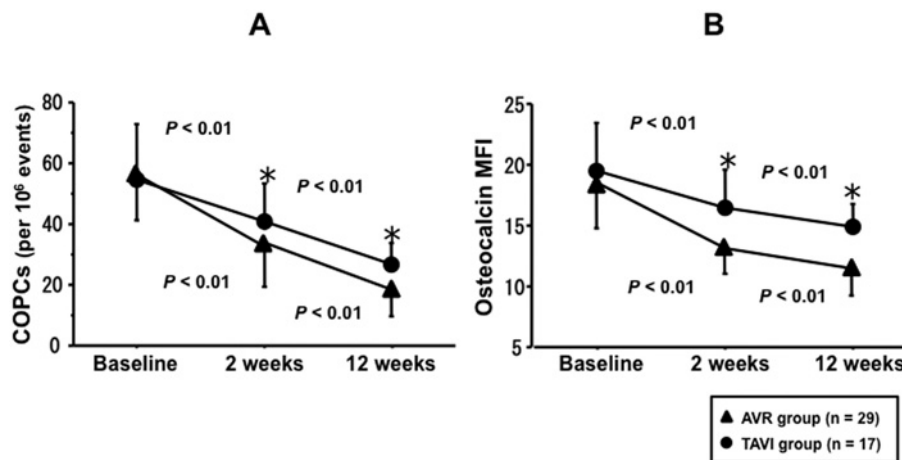 A
COPCs (per 10⁶ events)
80
60
40
20
0
P < 0.01
*
P < 0.01
*
P < 0.01
P < 0.01
Baseline
2 weeks
12 weeks
B
Osteocalcin MFI
25
20
15
10
5
P < 0.01
*
P < 0.01
*
P < 0.01
P < 0.01
Baseline
2 weeks
12 weeks
AVR group (n = 29)
TAVI group (n = 17)